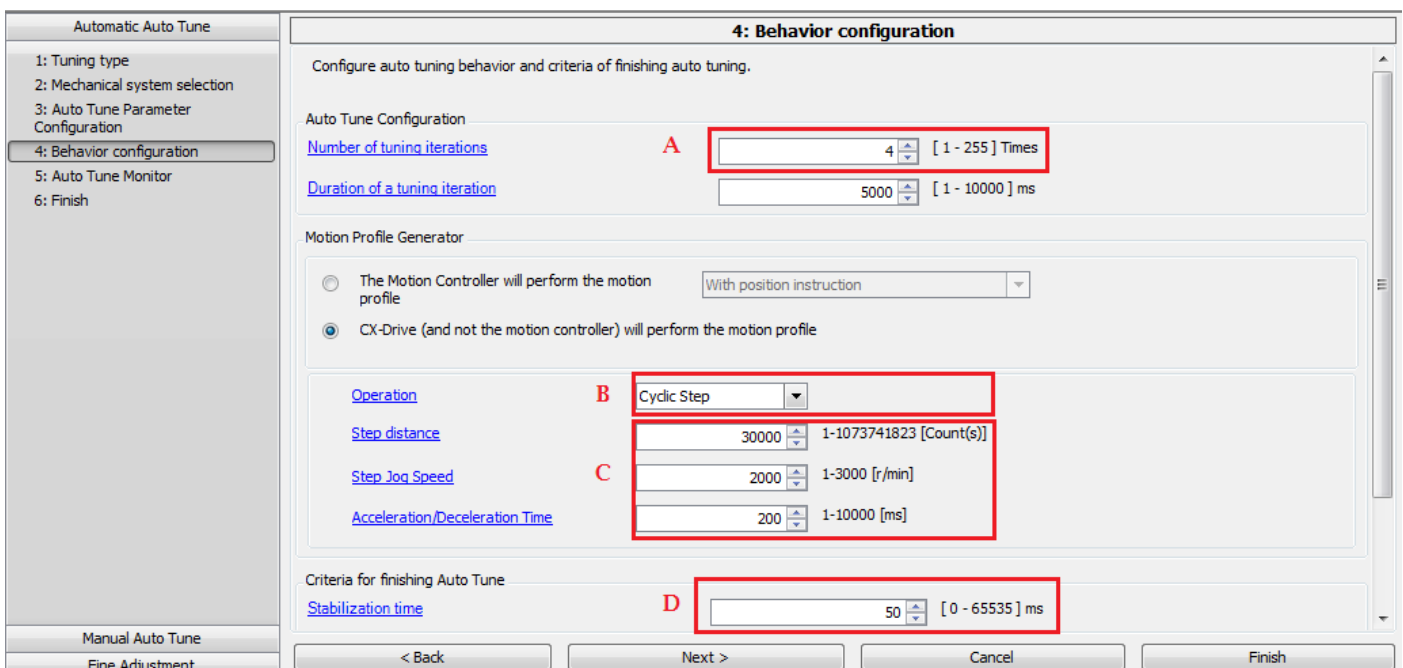 Automatic Auto Tune
1: Tuning type
2: Mechanical system selection
3: Auto Tune Parameter
Configuration
4: Behavior configuration
5: Auto Tune Monitor
6: Finish
Manual Auto Tune
Fine Adjustment
4: Behavior configuration
Configure auto tuning behavior and criteria of finishing auto tuning.
Auto Tune Configuration
Number of tuning iterations A 4 [ 1 - 255 ] Times
Duration of a tuning iteration 5000 [ 1 - 10000 ] ms
Motion Profile Generator
The Motion Controller will perform the motion
profile
With position instruction
CX-Drive (and not the motion controller) will perform the motion profile
Operation B Cyclic Step
Step distance 30000 1-1073741823 [Count(s)]
Step Jog Speed C 2000 1-3000 [r/min]
Acceleration/Deceleration Time 200 1-10000 [ms]
Criteria for finishing Auto Tune
Stabilization time D 50 [ 0 - 65535 ] ms
< Back Next > Cancel Finish